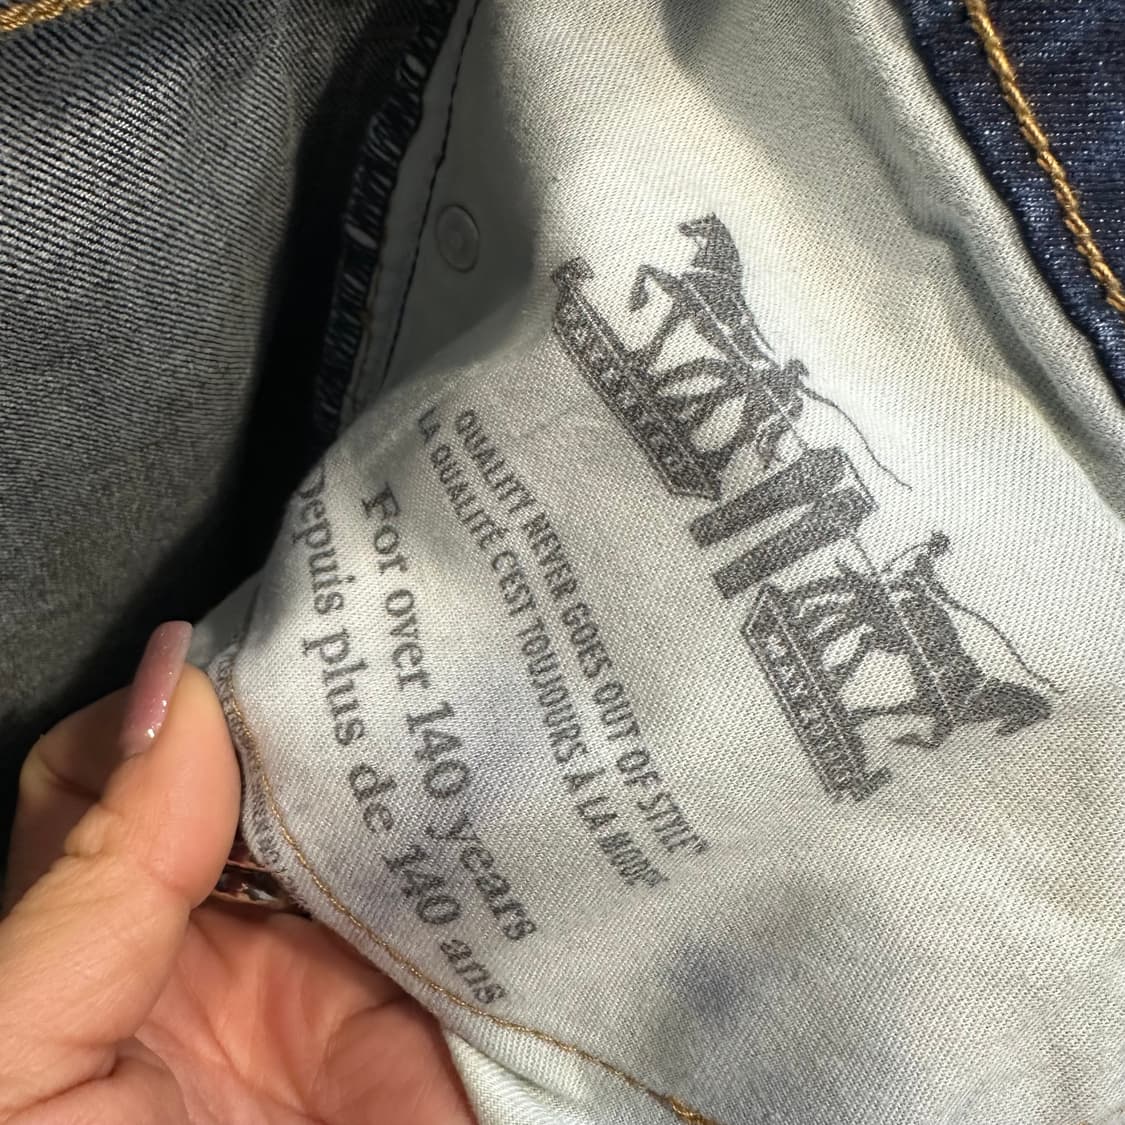 QUALITY NEVER GOES OUT OF STYLE®
LA QUALITÉ C'EST TOUJOURS À LA MODE®
For over 140 years
Depuis plus de 140 ans